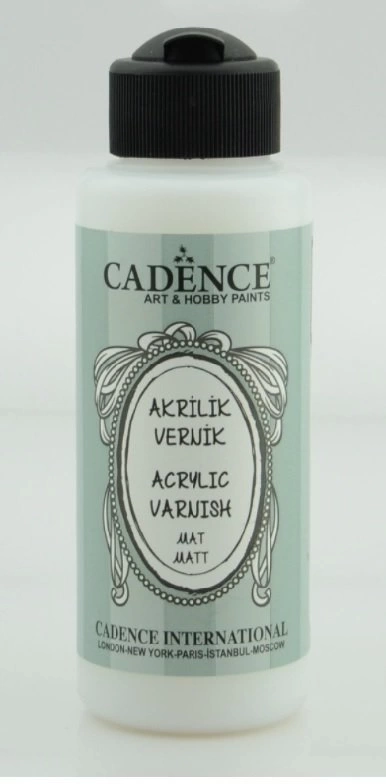 CADENCE®
ART & HOBBY PAINTS
AKRİLİK
VERNİK
ACRYLIC
VARNISH
MAT
MATT
CADENCE INTERNATIONAL
LONDON-NEW YORK-PARIS-İSTANBUL-MOSCOW